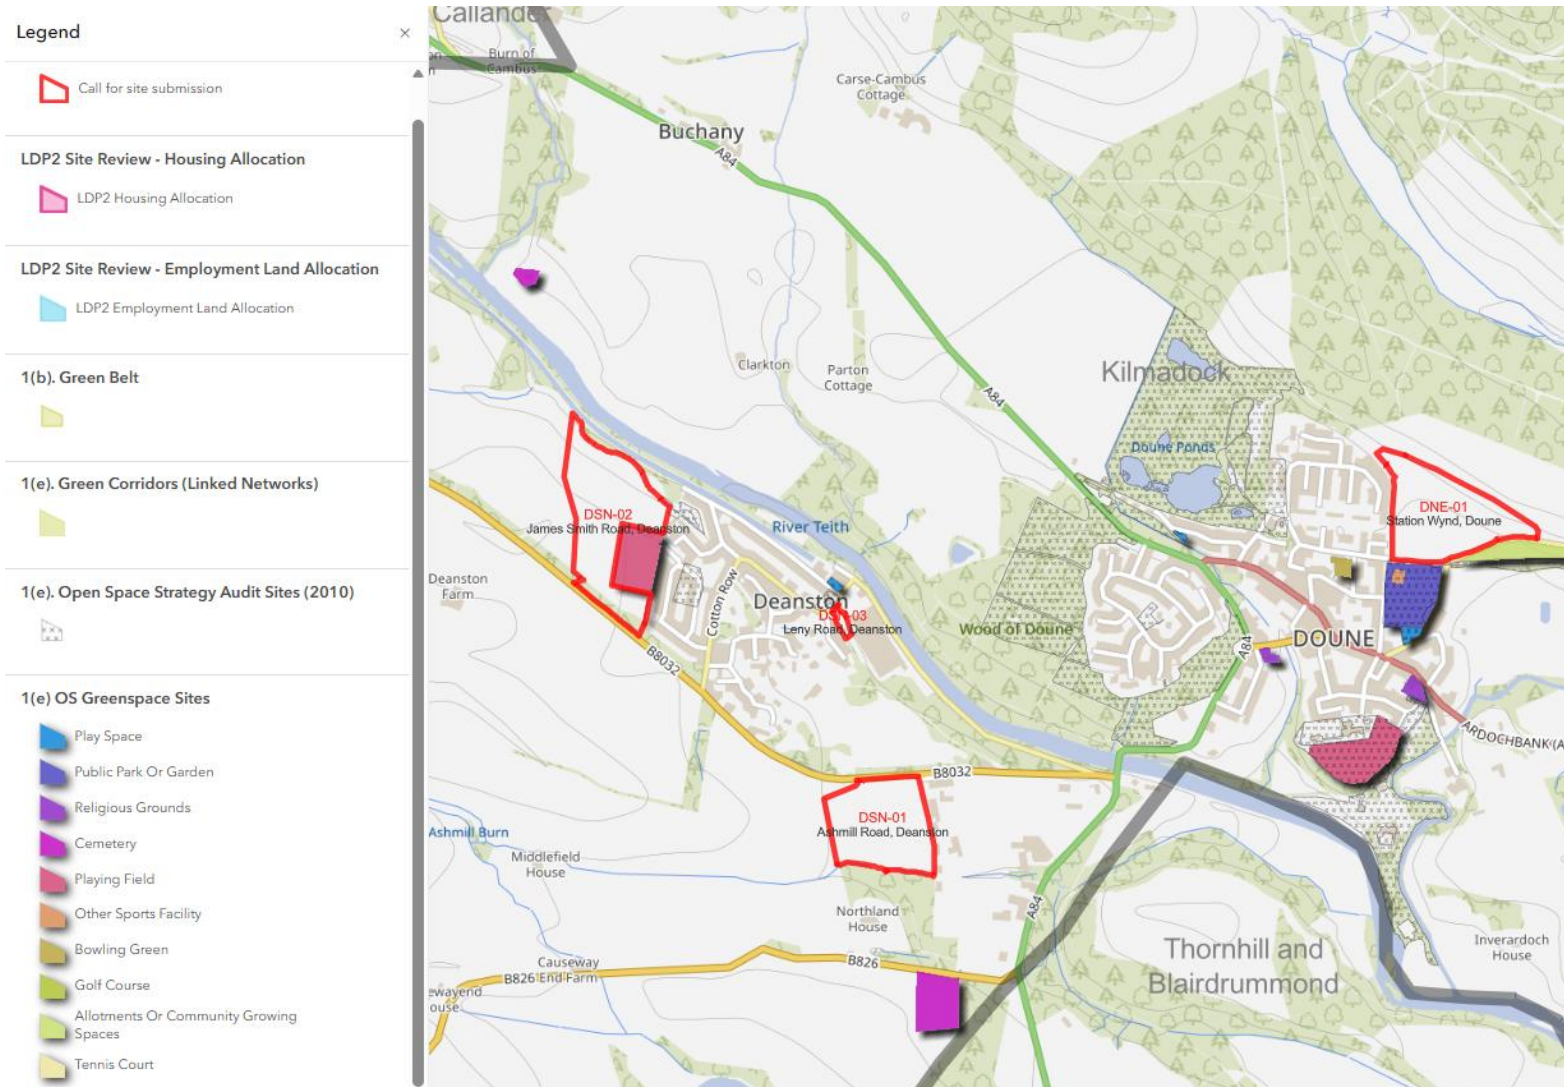 Legend
×
Call for site submission
LDP2 Site Review - Housing Allocation
LDP2 Housing Allocation
LDP2 Site Review - Employment Land Allocation
LDP2 Employment Land Allocation
1(b). Green Belt
1(e). Green Corridors (Linked Networks)
1(e). Open Space Strategy Audit Sites (2010)
1(e) OS Greenspace Sites
Play Space
Public Park Or Garden
Religious Grounds
Cemetery
Playing Field
Other Sports Facility
Bowling Green
Golf Course
Allotments Or Community Growing
Spaces
Tennis Court
Callander
Burn of
Cambus
Carse-Cambus
Cottage
Buchany
A84
Clarkton
Parton
Cottage
A84
Kilmadock
Doune Ponds
DSN-02
James Smith Road, Deanston
River Teith
DNE-01
Station Wynd, Doune
Deanston
Farm
Cotton Row
Deanston
DSN-03
Leny Road, Deanston
Wood of Doune
A84
DOUNE
B8032
ARDOCHBANK (A
B8032
DSN-01
Ashmill Road, Deanston
Ashmill Burn
Middlefield
House
Northland
House
A84
Thornhill and
Blairdrummond
Inverardoch
House
B826
Causeway
End Farm
B826
ewayend
ouse